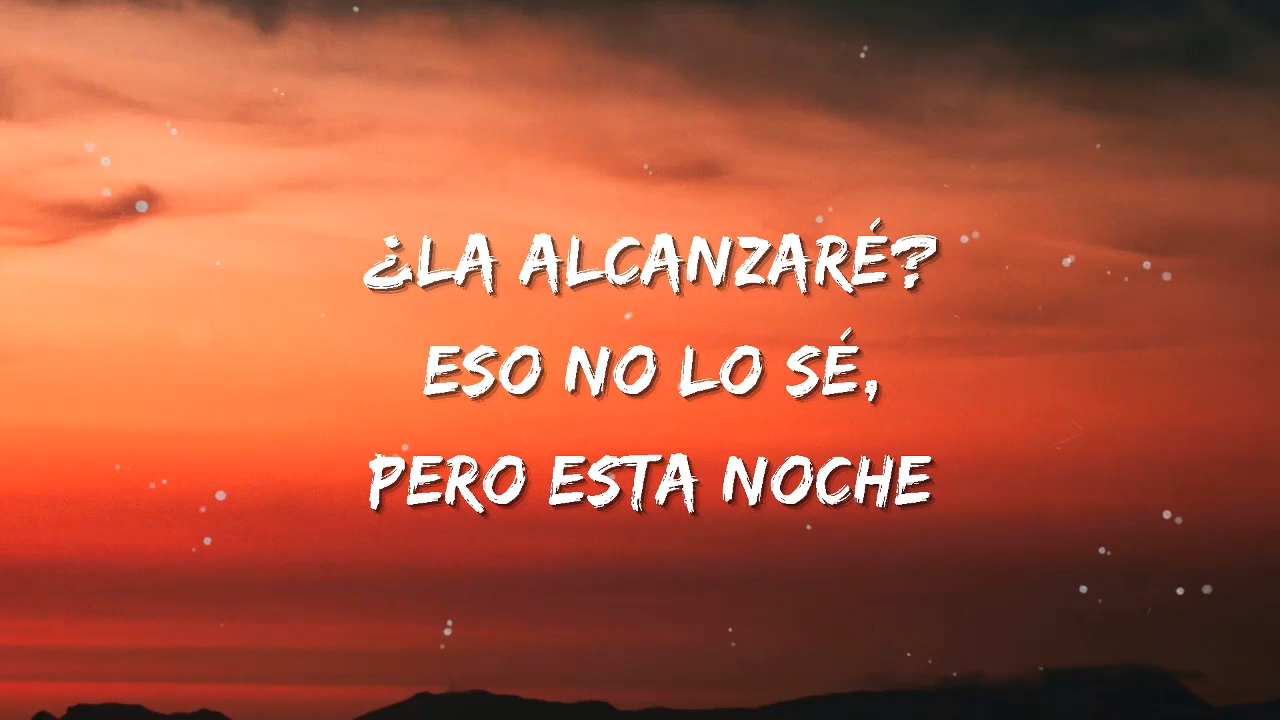 ¿LA ALCANZARÉ?
ESO NO LO SÉ,
PERO ESTA NOCHE